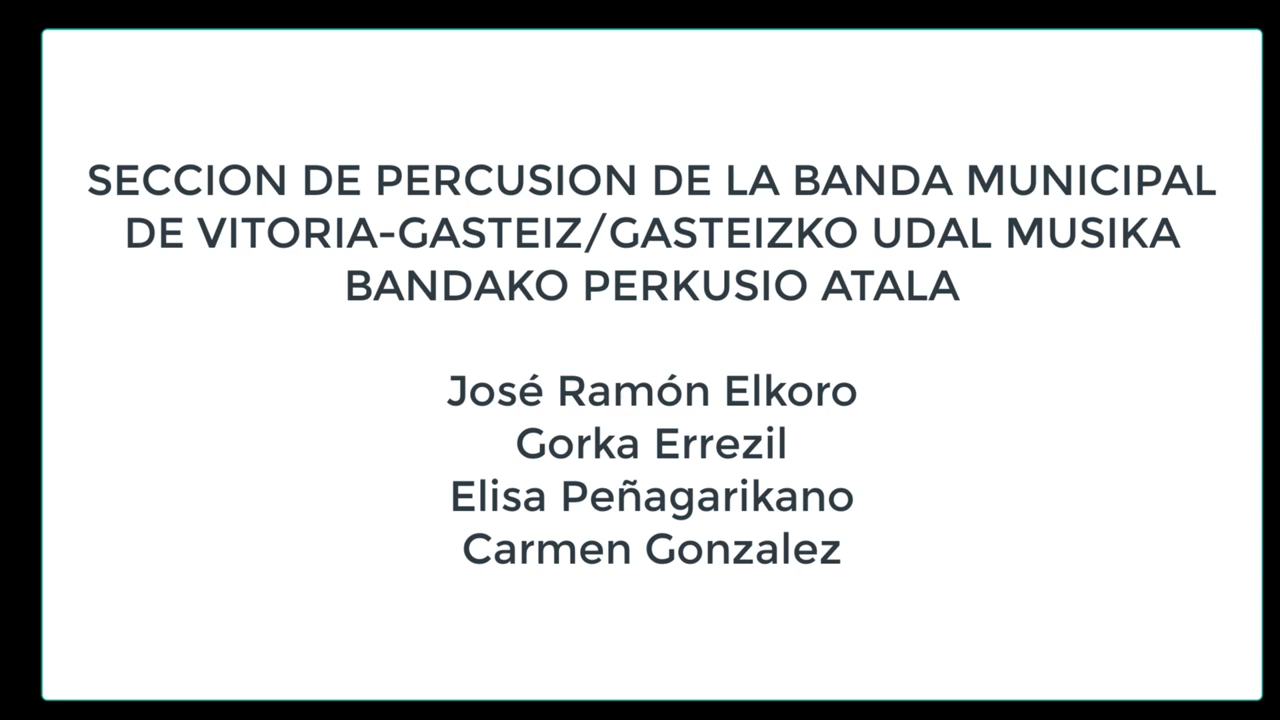 SECCION DE PERCUSION DE LA BANDA MUNICIPAL
DE VITORIA-GASTEIZ/GASTEIZKO UDAL MUSIKA
BANDAKO PERKUSIO ATALA
José Ramón Elkoro
Gorka Errezil
Elisa Peñagarikano
Carmen Gonzalez